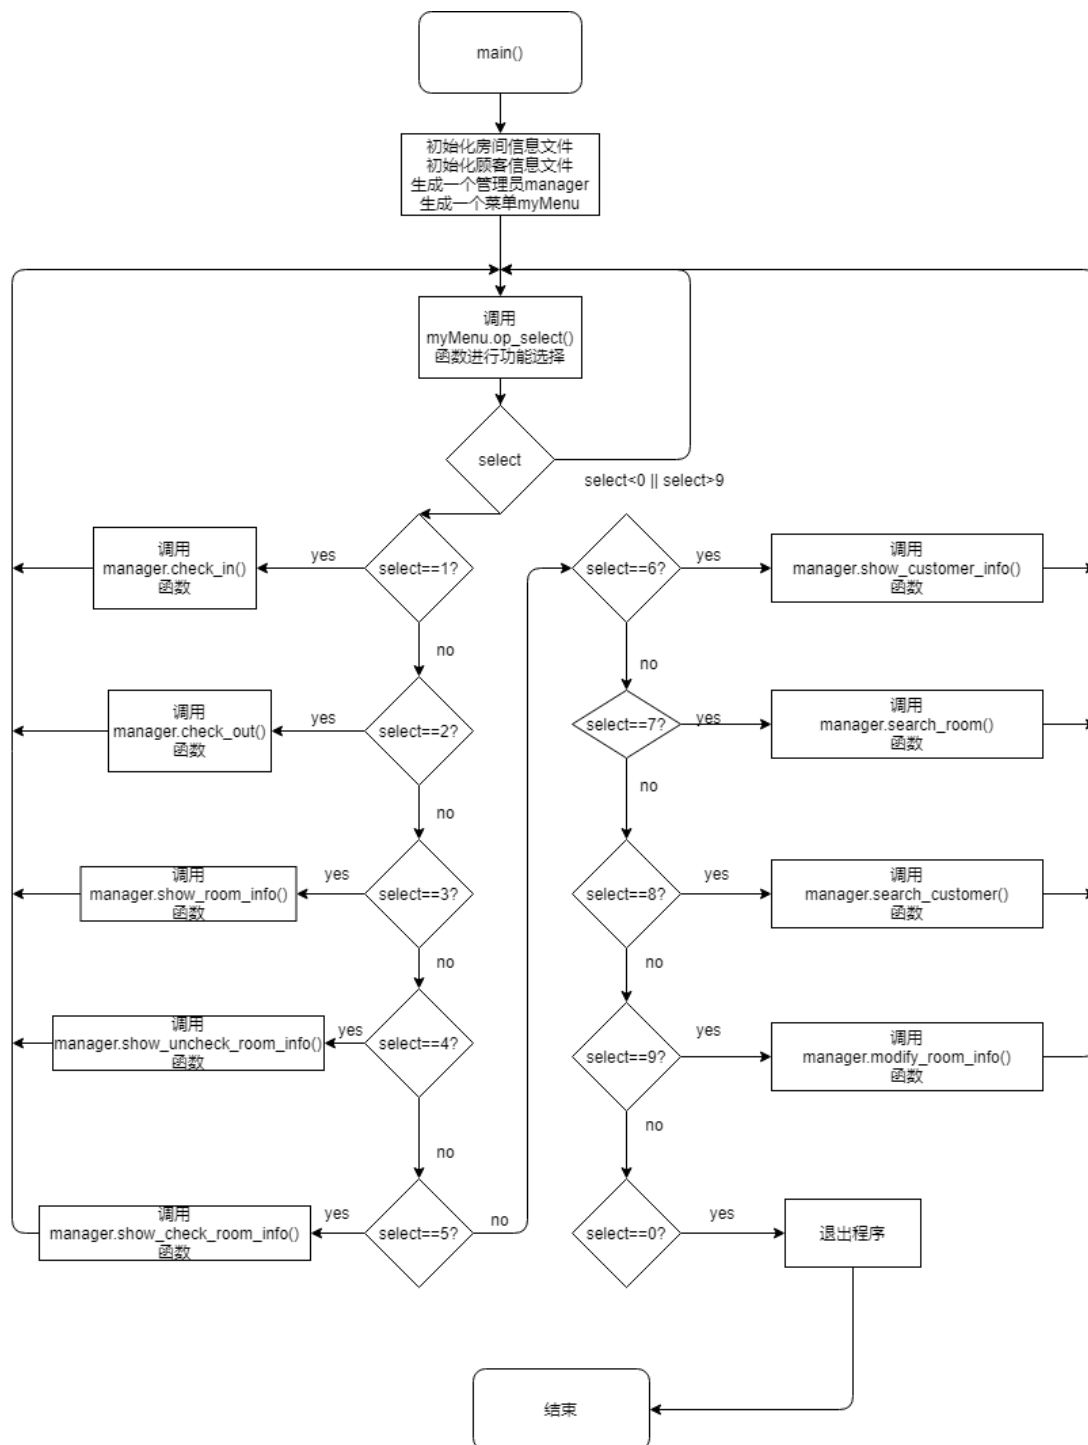 main()
初始化房间信息文件
初始化顾客信息文件
生成一个管理员manager
生成一个菜单myMenu
调用
myMenu.op_select()
函数进行功能选择
select
select<0 || select>9
select==1?
yes
调用
manager.check_in()
函数
no
select==2?
yes
调用
manager.check_out()
函数
no
select==3?
yes
调用
manager.show_room_info()
函数
no
select==4?
yes
调用
manager.show_uncheck_room_info()
函数
no
select==5?
yes
调用
manager.show_check_room_info()
函数
no
select==6?
yes
调用
manager.show_customer_info()
函数
no
select==7?
yes
调用
manager.search_room()
函数
no
select==8?
yes
调用
manager.search_customer()
函数
no
select==9?
yes
调用
manager.modify_room_info()
函数
no
select==0?
yes
退出程序
结束